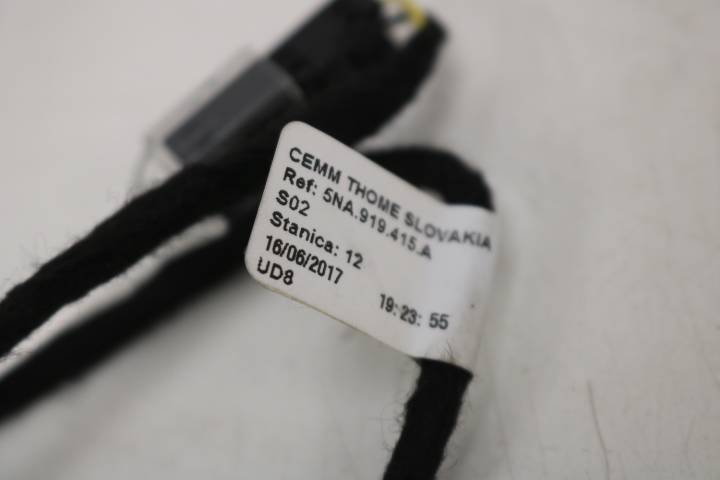 CEMM THOME SLOVAKIA
Ref: 5NA.919.415.A
S02
Stanica: 12
16/06/2017 19:23: 55
UD8